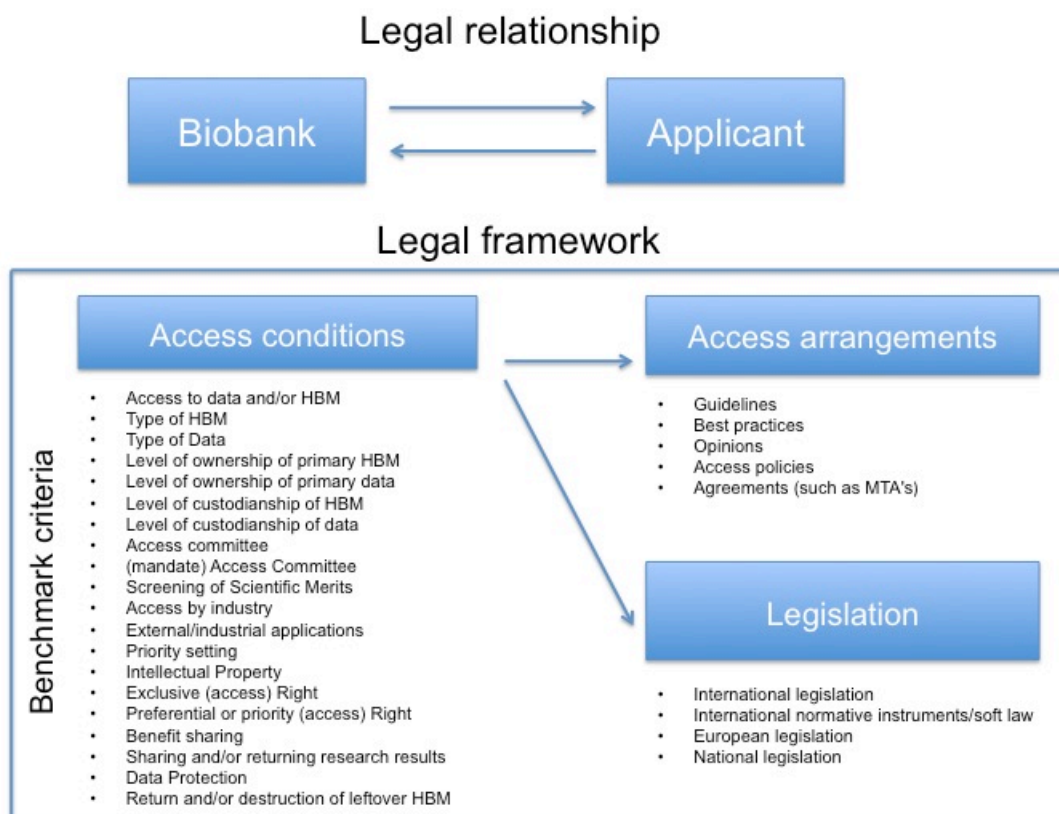 Legal relationship
Biobank
Applicant
Legal framework
Benchmark criteria
Access conditions
• Access to data and/or HBM
• Type of HBM
• Type of Data
• Level of ownership of primary HBM
• Level of ownership of primary data
• Level of custodianship of HBM
• Level of custodianship of data
• Access committee
• (mandate) Access Committee
• Screening of Scientific Merits
• Access by industry
• External/industrial applications
• Priority setting
• Intellectual Property
• Exclusive (access) Right
• Preferential or priority (access) Right
• Benefit sharing
• Sharing and/or returning research results
• Data Protection
• Return and/or destruction of leftover HBM
Access arrangements
• Guidelines
• Best practices
• Opinions
• Access policies
• Agreements (such as MTA's)
Legislation
• International legislation
• International normative instruments/soft law
• European legislation
• National legislation